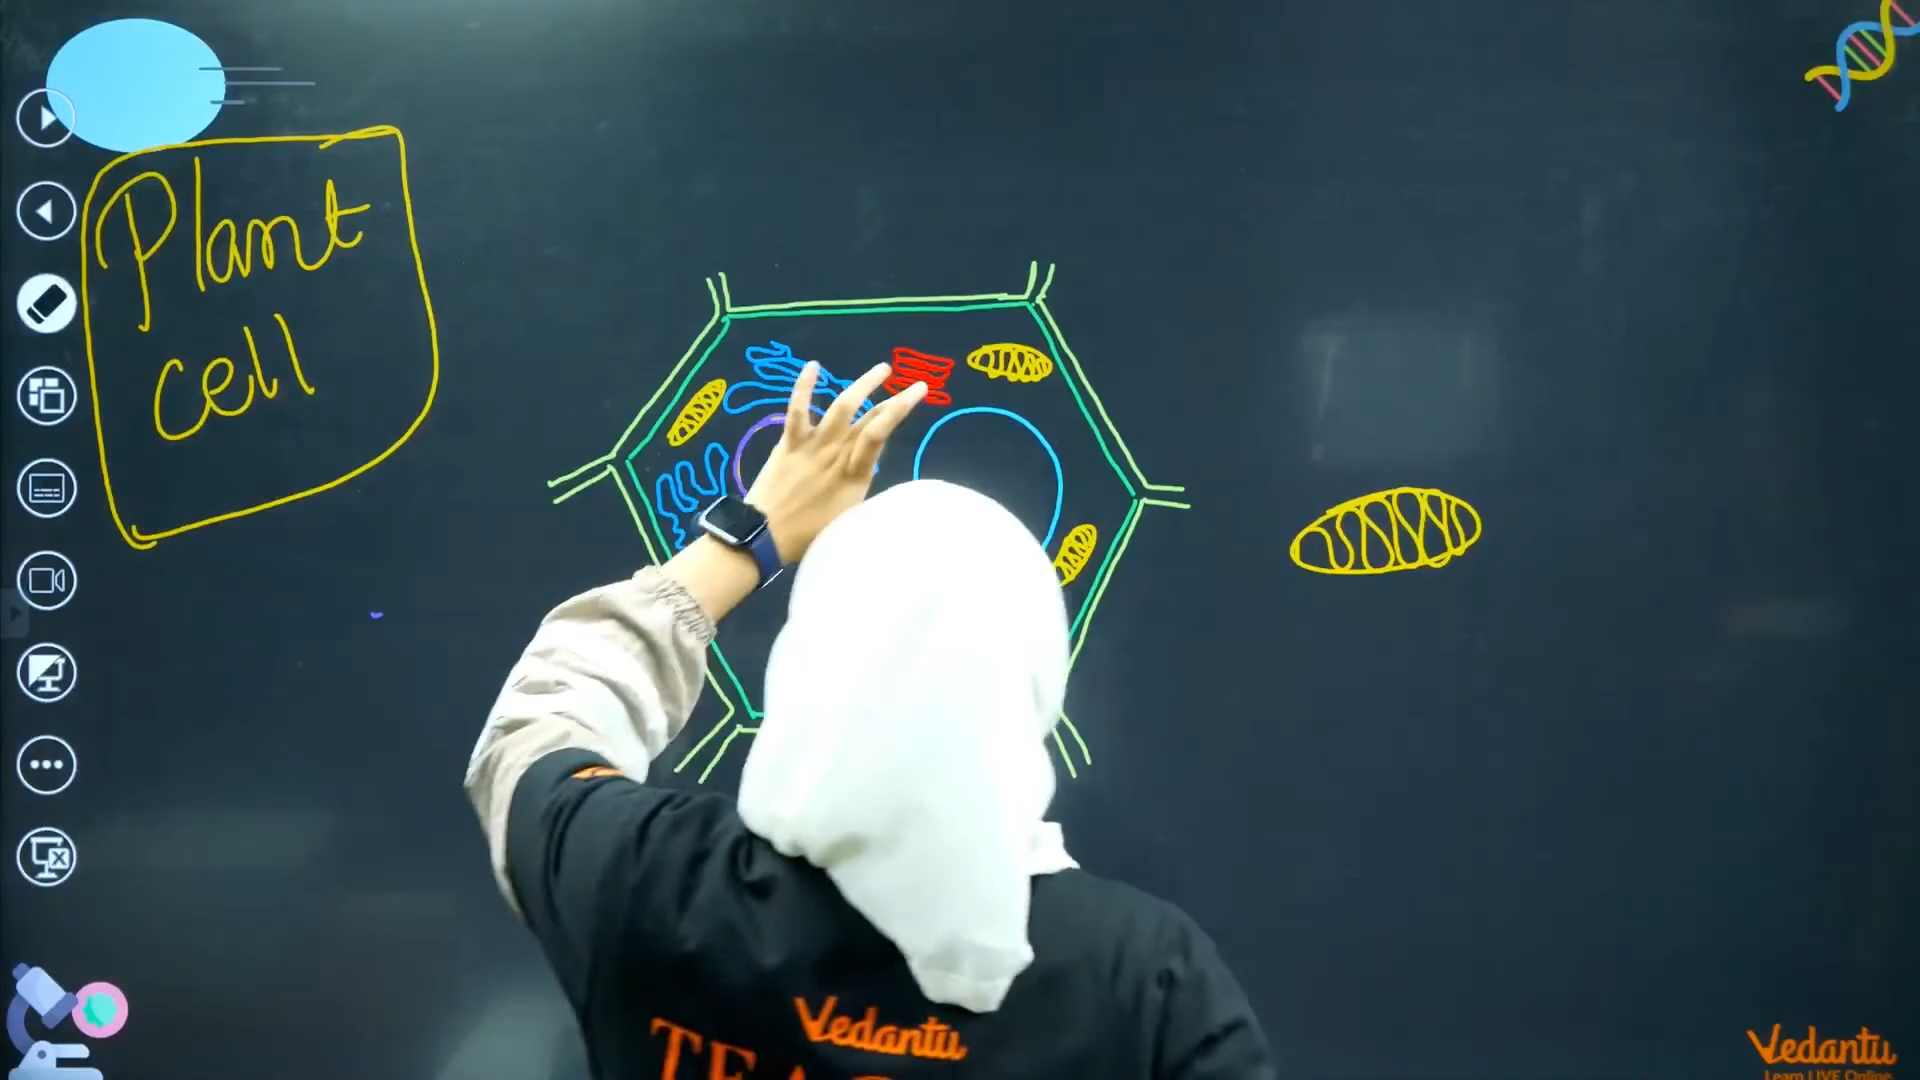 Plant
cell
Vedantu
Vedantu
Learn LIVE Online